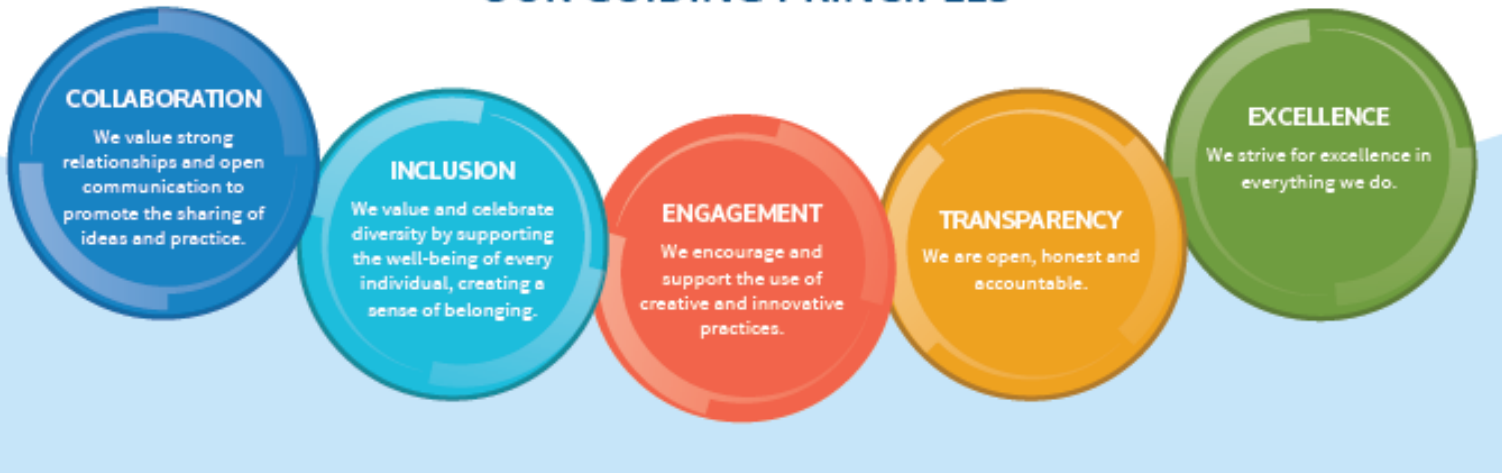 OUR GUIDING PRINCIPLES
COLLABORATION
We value strong
relationships and open
communication to
promote the sharing of
ideas and practice.
INCLUSION
We value and celebrate
diversity by supporting
the well-being of every
individual, creating a
sense of belonging.
ENGAGEMENT
We encourage and
support the use of
creative and innovative
practices.
TRANSPARENCY
We are open, honest and
accountable.
EXCELLENCE
We strive for excellence in
everything we do.